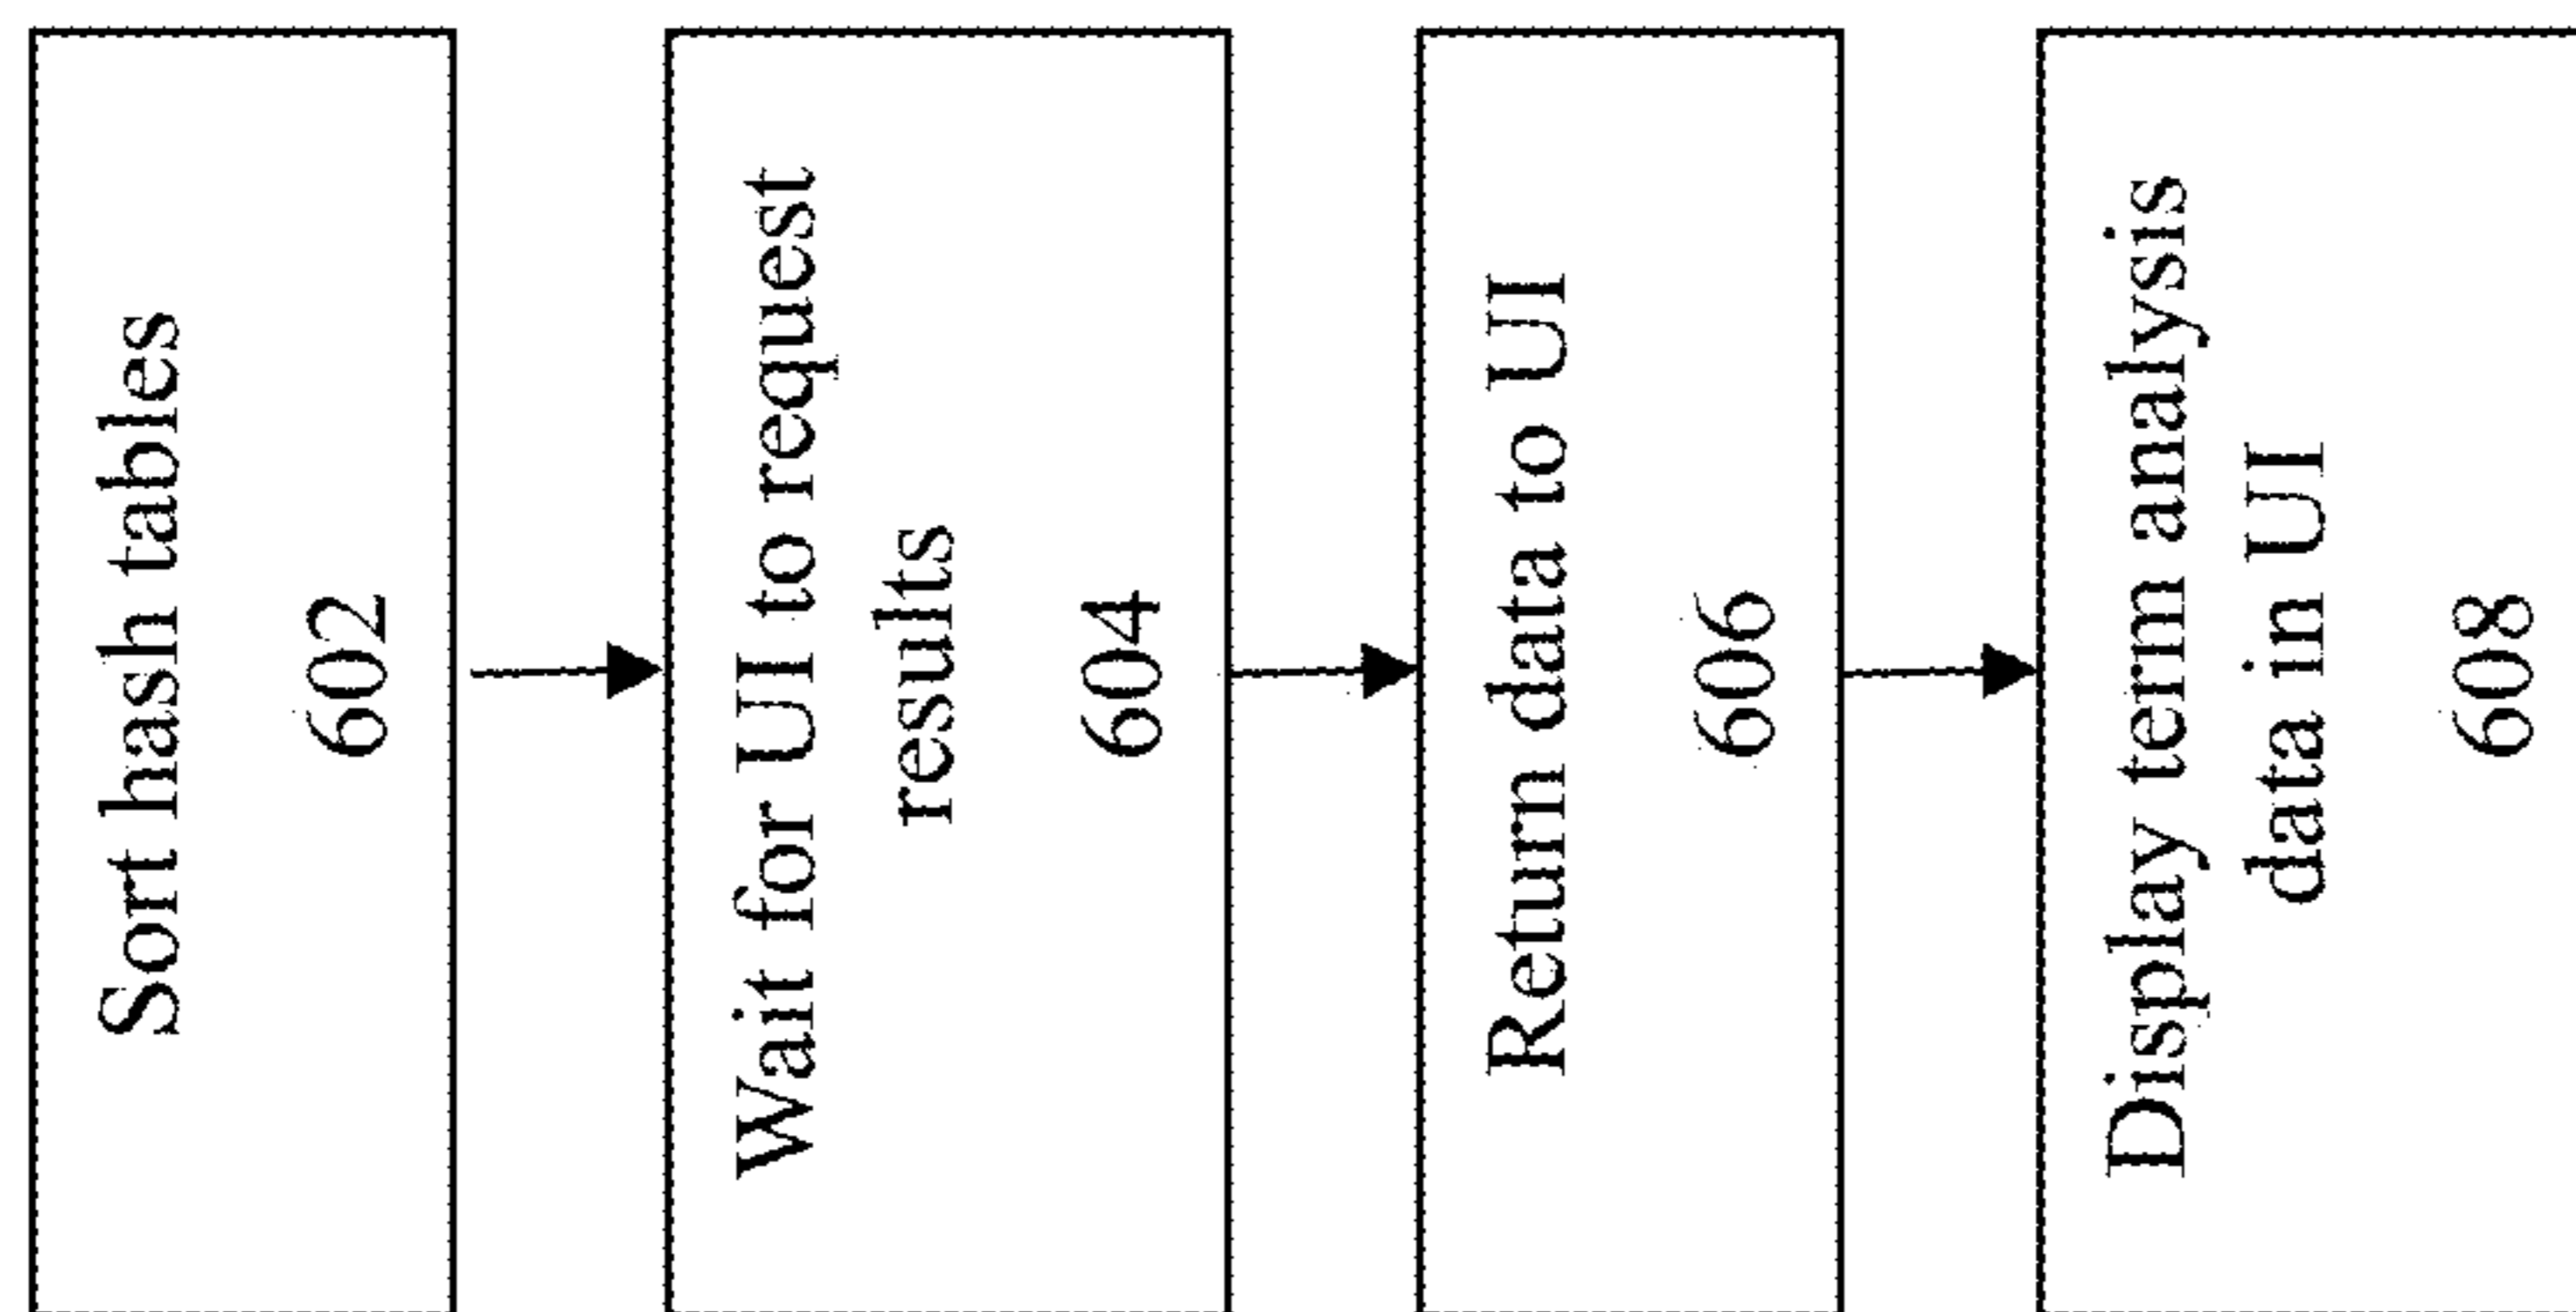 Sort hash tables
602
Wait for UI to request
results
604
Return data to UI
606
Display term analysis
data in UI
608